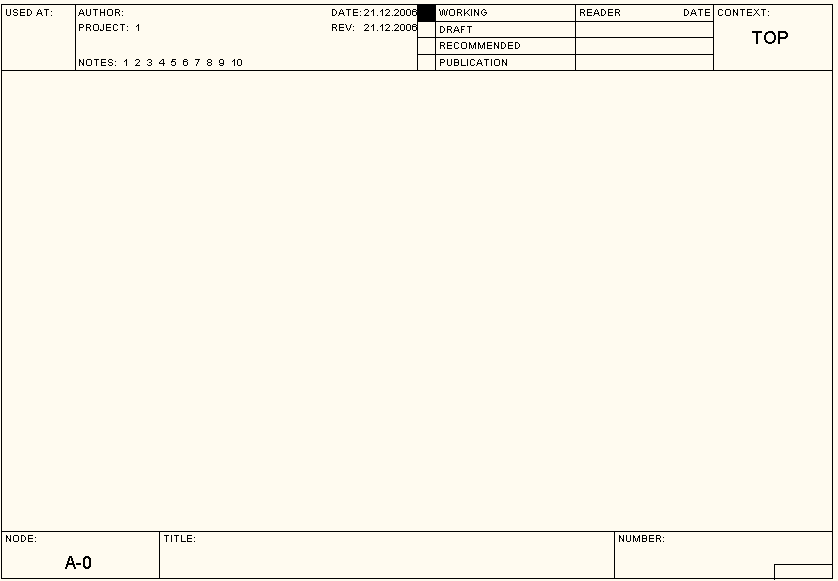 USED AT:
AUTHOR:
DATE: 21.12.2006
PROJECT: 1
REV: 21.12.2006
NOTES: 1 2 3 4 5 6 7 8 9 10
WORKING
DRAFT
RECOMMENDED
PUBLICATION
READER DATE
CONTEXT:
TOP
NODE:
A-0
TITLE:
NUMBER: